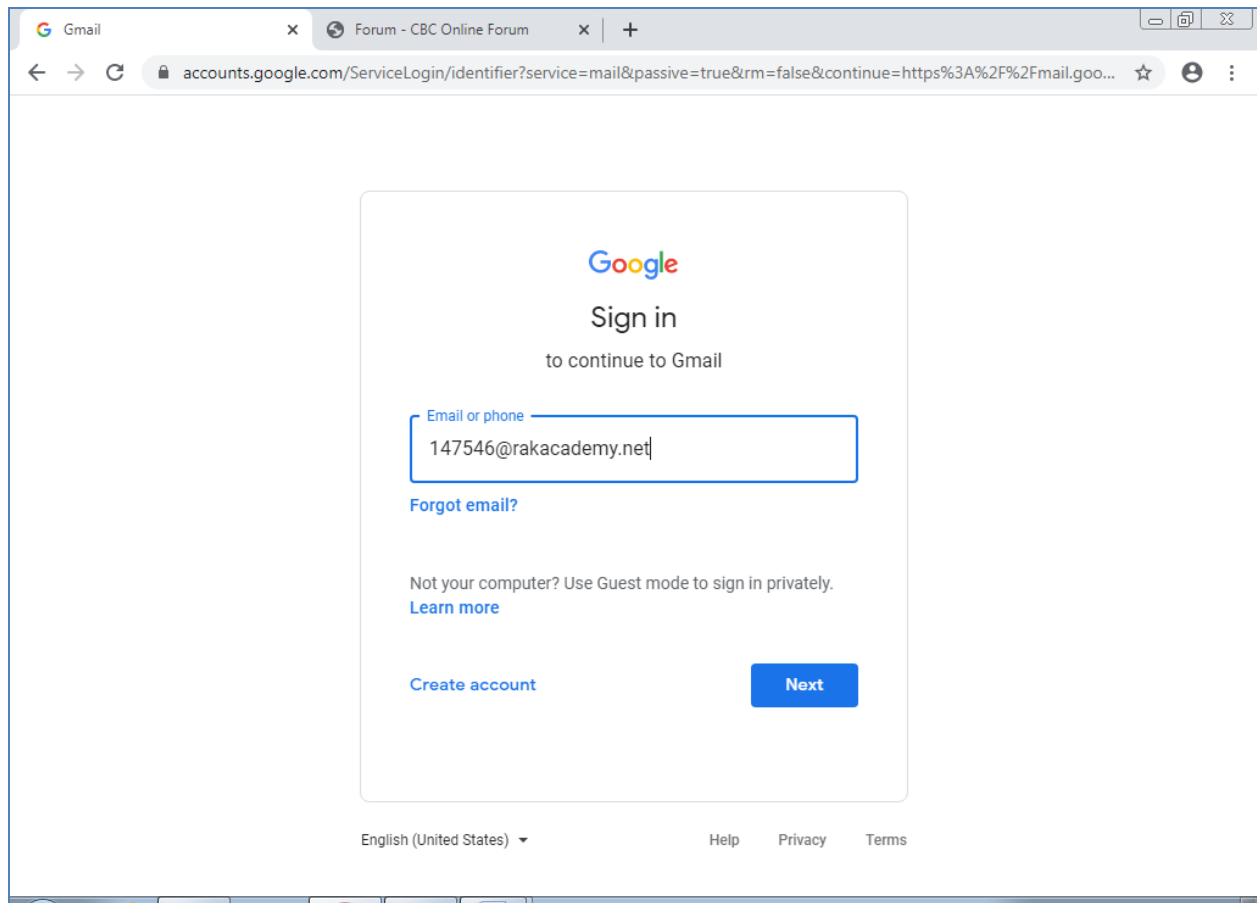 Gmail
Forum - CBC Online Forum
accounts.google.com/ServiceLogin/identifier?service=mail&passive=true&rm=false&continue=https%3A%2F%2Fmail.goo...
Google
Sign in
to continue to Gmail
Email or phone
147546@rakacademy.net
Forgot email?
Not your computer? Use Guest mode to sign in privately.
Learn more
Create account
Next
English (United States)
Help Privacy Terms